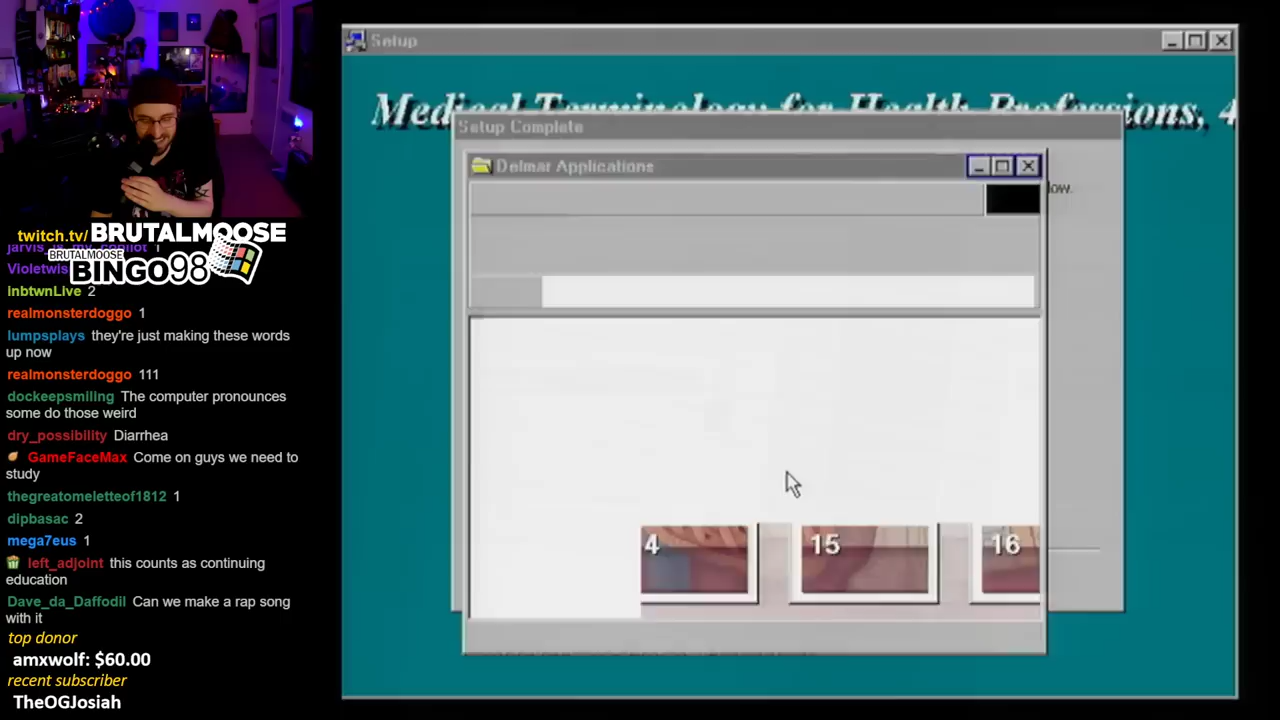 twitch.tv/BRUTALMOOSE
jarvis_is_my_copilot 1
BRUTALMOOSE
BINGO98
Violetwis
inbtwnLive 2
realmonsterdoggo 1
lumpsplays they're just making these words
up now
realmonsterdoggo 111
dockeepsmiling The computer pronounces
some do those weird
dry_possibility Diarrhea
GameFaceMax Come on guys we need to
study
thegreatomeletteof1812 1
dipbasac 2
mega7eus 1
left_adjoint this counts as continuing
education
Dave_da_Daffodil Can we make a rap song
with it
top donor
amxwolf: $60.00
recent subscriber
TheOGJosiah
Setup
Medical Terminology for Health Professions, 4
Setup Complete
Delmar Applications
low.
4
15
16